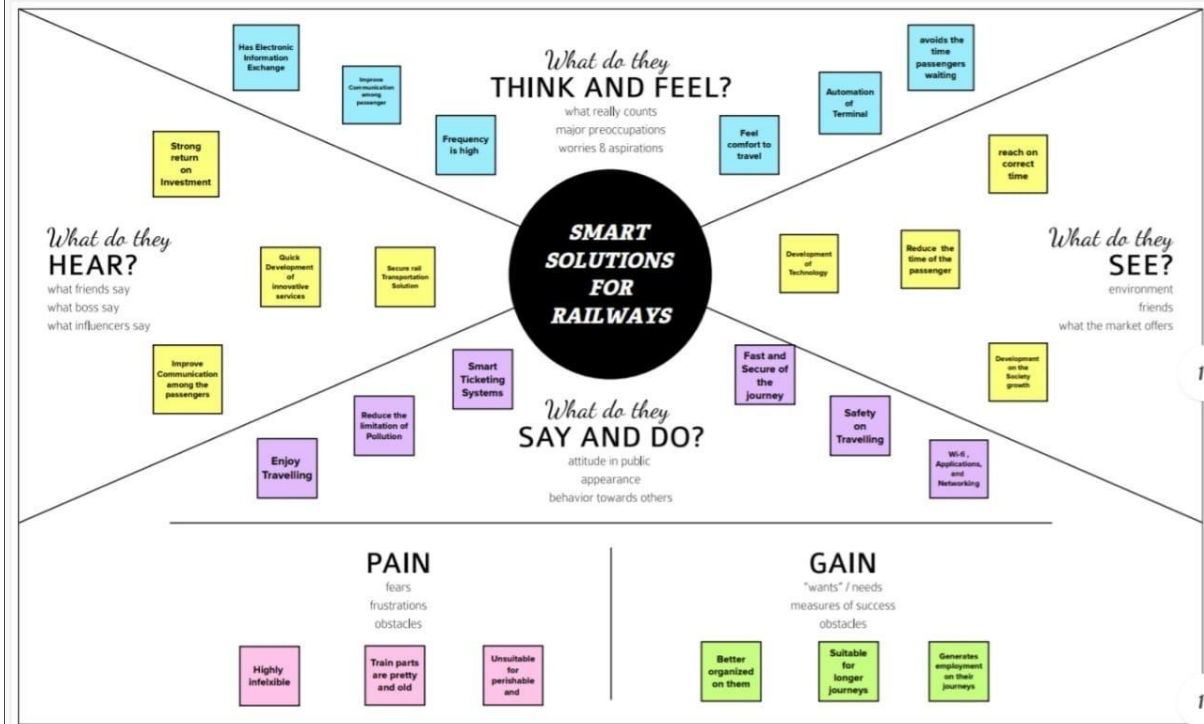 What do they
THINK AND FEEL?
what really counts
major preoccupations
worries & aspirations
Has Electronic
Information
Exchange
Improve
Communication
among
passenger
Frequency
is high
Feel
comfort to
travel
Automation
of
Terminal
avoids the
time
passengers
waiting
What do they
HEAR?
what friends say
what boss say
what influencers say
Strong
return
on
Investment
Quick
Development
of
innovative
services
Secure rail
Transportation
Solution
Improve
Communication
among the
passengers
SMART
SOLUTIONS
FOR
RAILWAYS
What do they
SEE?
environment
friends
what the market offers
reach on
correct
time
Development
of
Technology
Reduce the
time of the
passenger
Development
on the
Society
growth
1
What do they
SAY AND DO?
attitude in public
appearance
behavior towards others
Smart
Ticketing
Systems
Reduce the
limitation of
Pollution
Enjoy
Travelling
Fast and
Secure of
the
journey
Safety
on
Travelling
Wi-fi ,
Applications,
and
Networking
PAIN
fears
frustrations
obstacles
Highly
infelxible
Train parts
are pretty
and old
Unsuitable
for
perishable
and
GAIN
"wants" / needs
measures of success
obstacles
Better
organized
on them
Suitable
for
longer
journeys
Generates
employment
on their
journeys
1